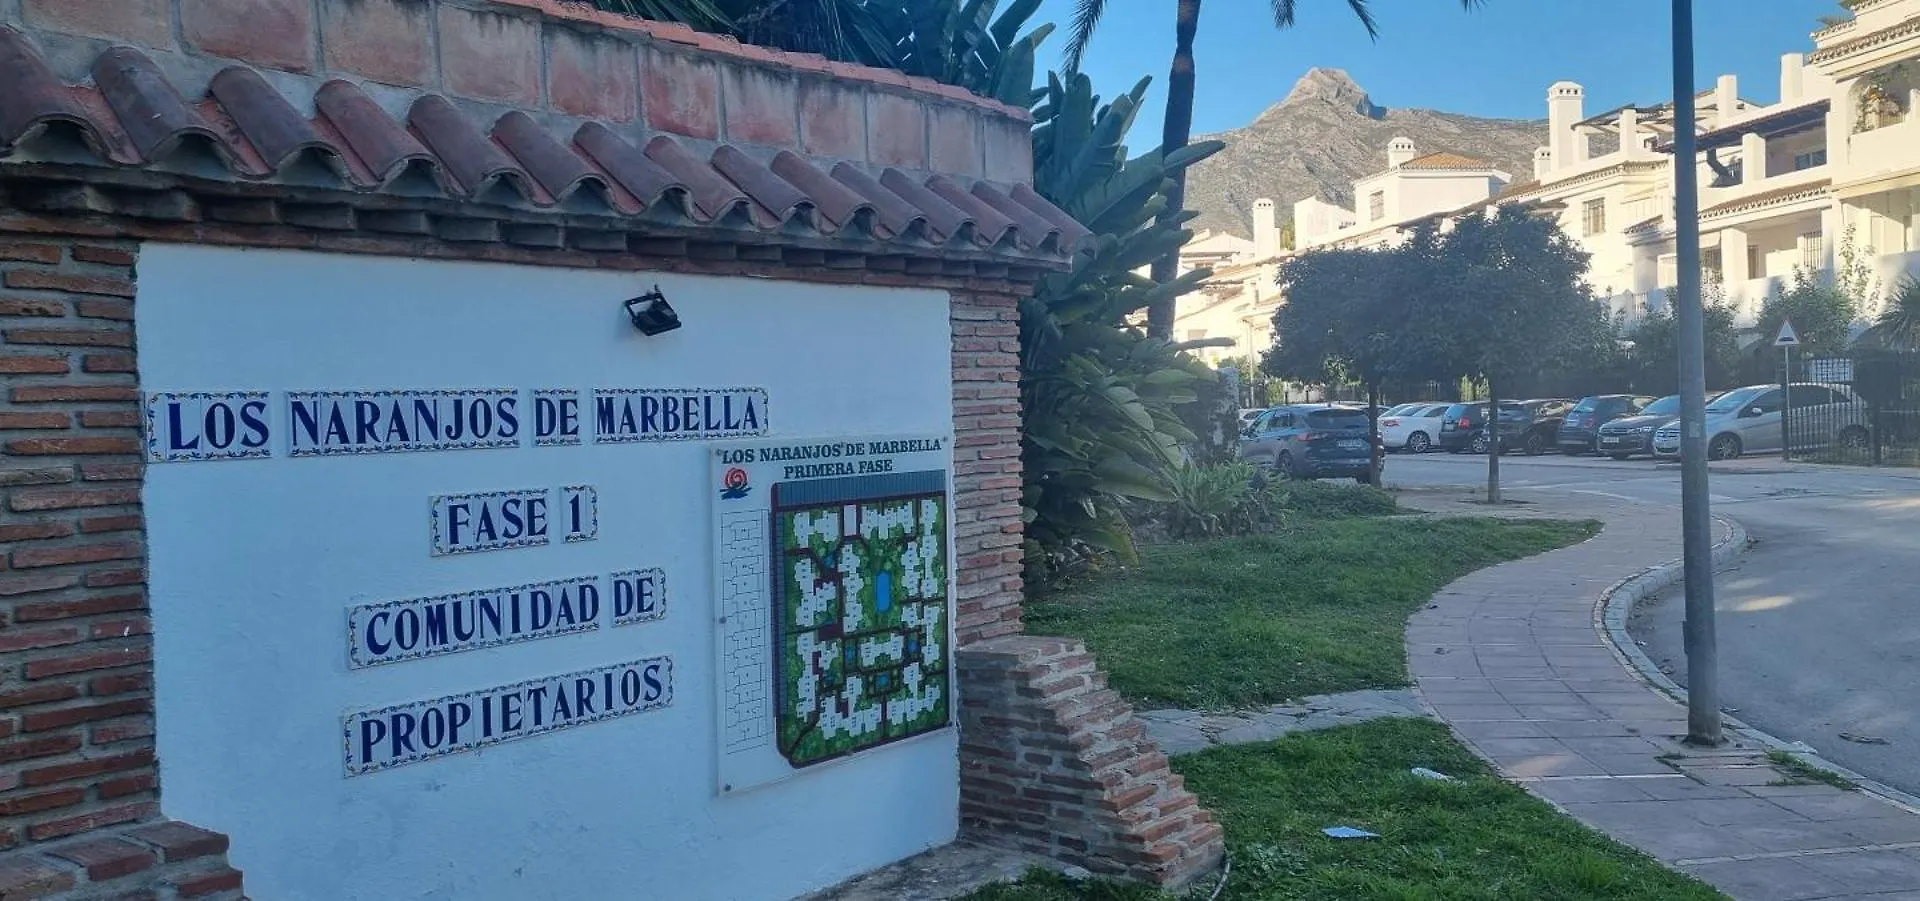 LOS NARANJOS DE MARBELLA
FASE 1
COMUNIDAD DE
PROPIETARIOS
LOS NARANJOS DE MARBELLA
PRIMERA FASE